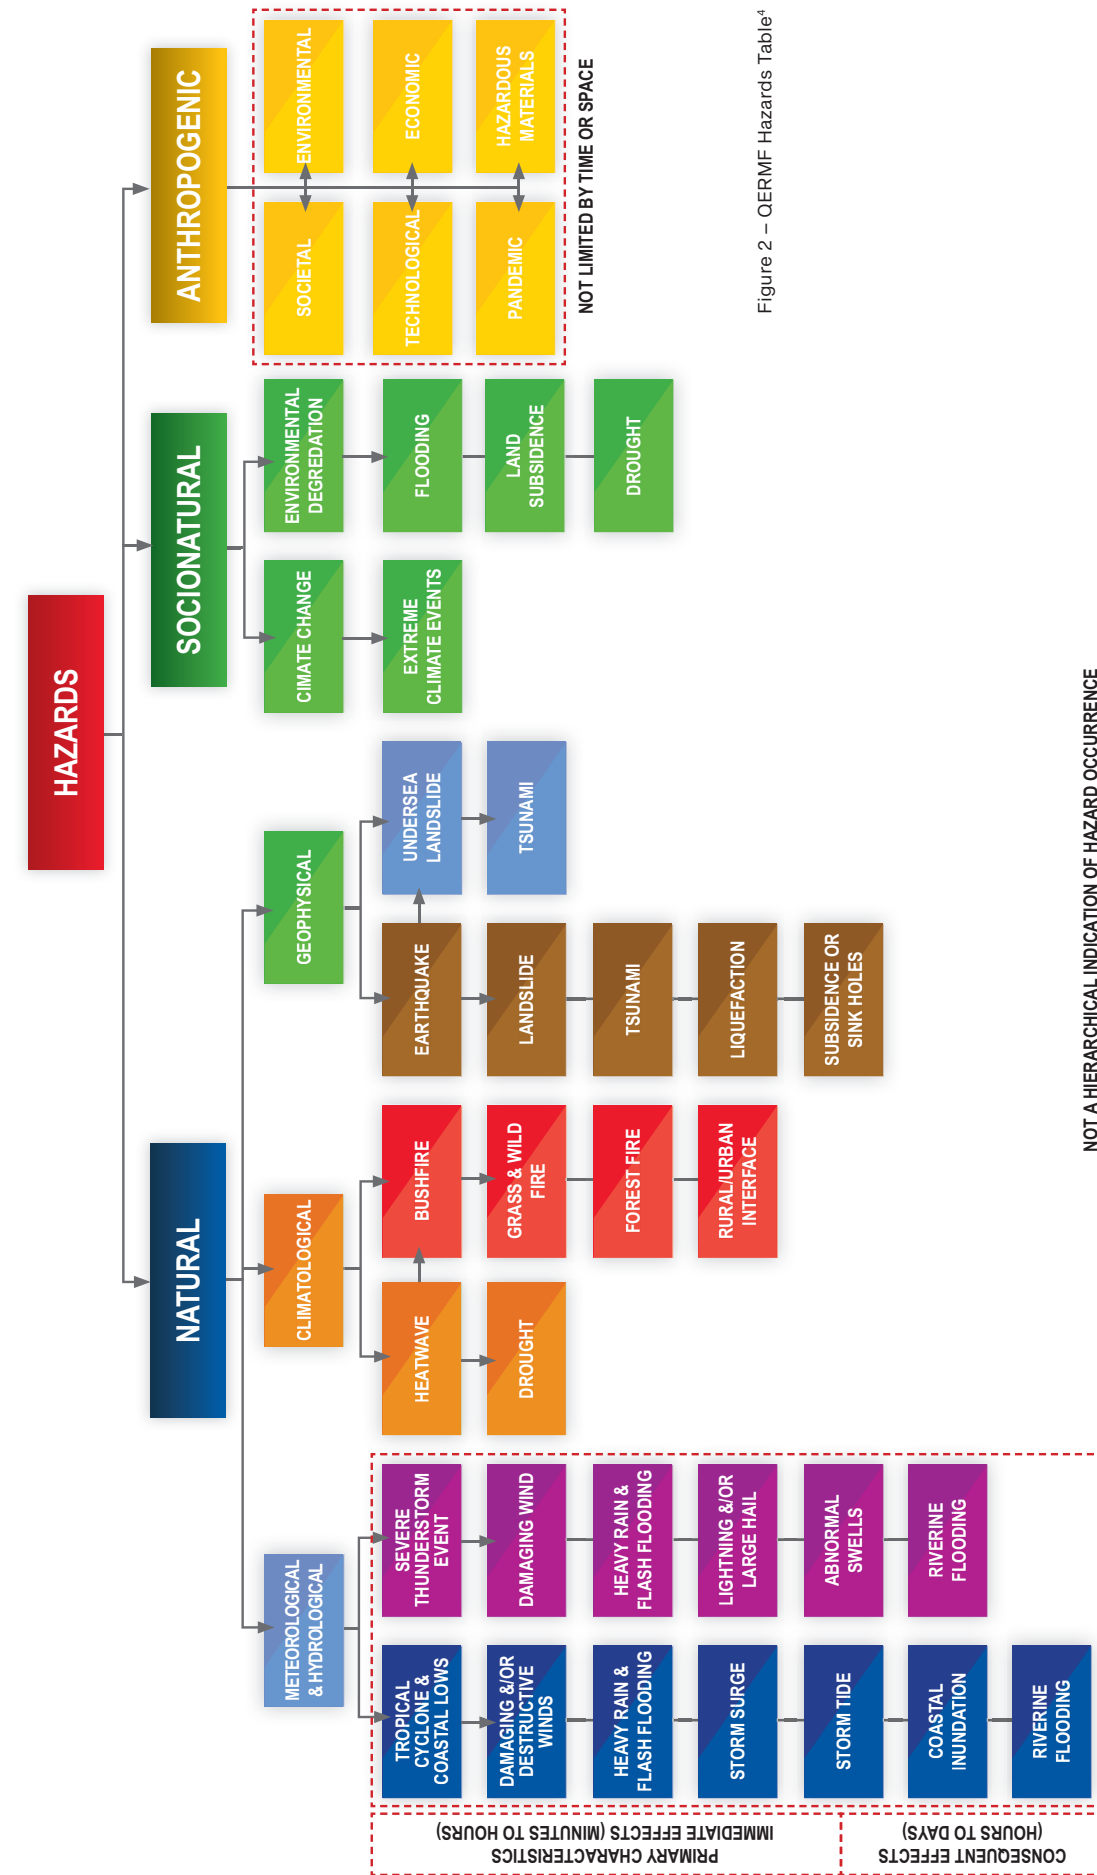 HAZARDS
NATURAL
SOCIONATURAL
ANTHROPOGENIC
METEOROLOGICAL
& HYDROLOGICAL
CLIMATOLOGICAL
GEOPHYSICAL
CIMATE CHANGE
ENVIRONMENTAL
DEGREDATION
SOCIETAL
ENVIRONMENTAL
TROPICAL
CYCLONE &
COASTAL LOWS
SEVERE
THUNDERSTORM
EVENT
HEATWAVE
BUSHFIRE
EARTHQUAKE
UNDERSEA
LANDSLIDE
EXTREME
CLIMATE EVENTS
FLOODING
TECHNOLOGICAL
ECONOMIC
DAMAGING &/OR
DESTRUCTIVE
WINDS
DAMAGING WIND
DROUGHT
GRASS & WILD
FIRE
LANDSLIDE
TSUNAMI
LAND
SUBSIDENCE
PANDEMIC
HAZARDOUS
MATERIALS
HEAVY RAIN &
FLASH FLOODING
HEAVY RAIN &
FLASH FLOODING
FOREST FIRE
TSUNAMI
DROUGHT
NOT LIMITED BY TIME OR SPACE
STORM SURGE
LIGHTNING &/OR
LARGE HAIL
RURAL/URBAN
INTERFACE
LIQUEFACTION
STORM TIDE
ABNORMAL
SWELLS
SUBSIDENCE OR
SINK HOLES
COASTAL
INUNDATION
RIVERINE
FLOODING
RIVERINE
FLOODING
PRIMARY CHARACTERISTICS
IMMEDIATE EFFECTS (MINUTES TO HOURS)
CONSEQUENT EFFECTS
(HOURS TO DAYS)
NOT A HIERARCHICAL INDICATION OF HAZARD OCCURRENCE
Figure 2 – QERMF Hazards Table⁴